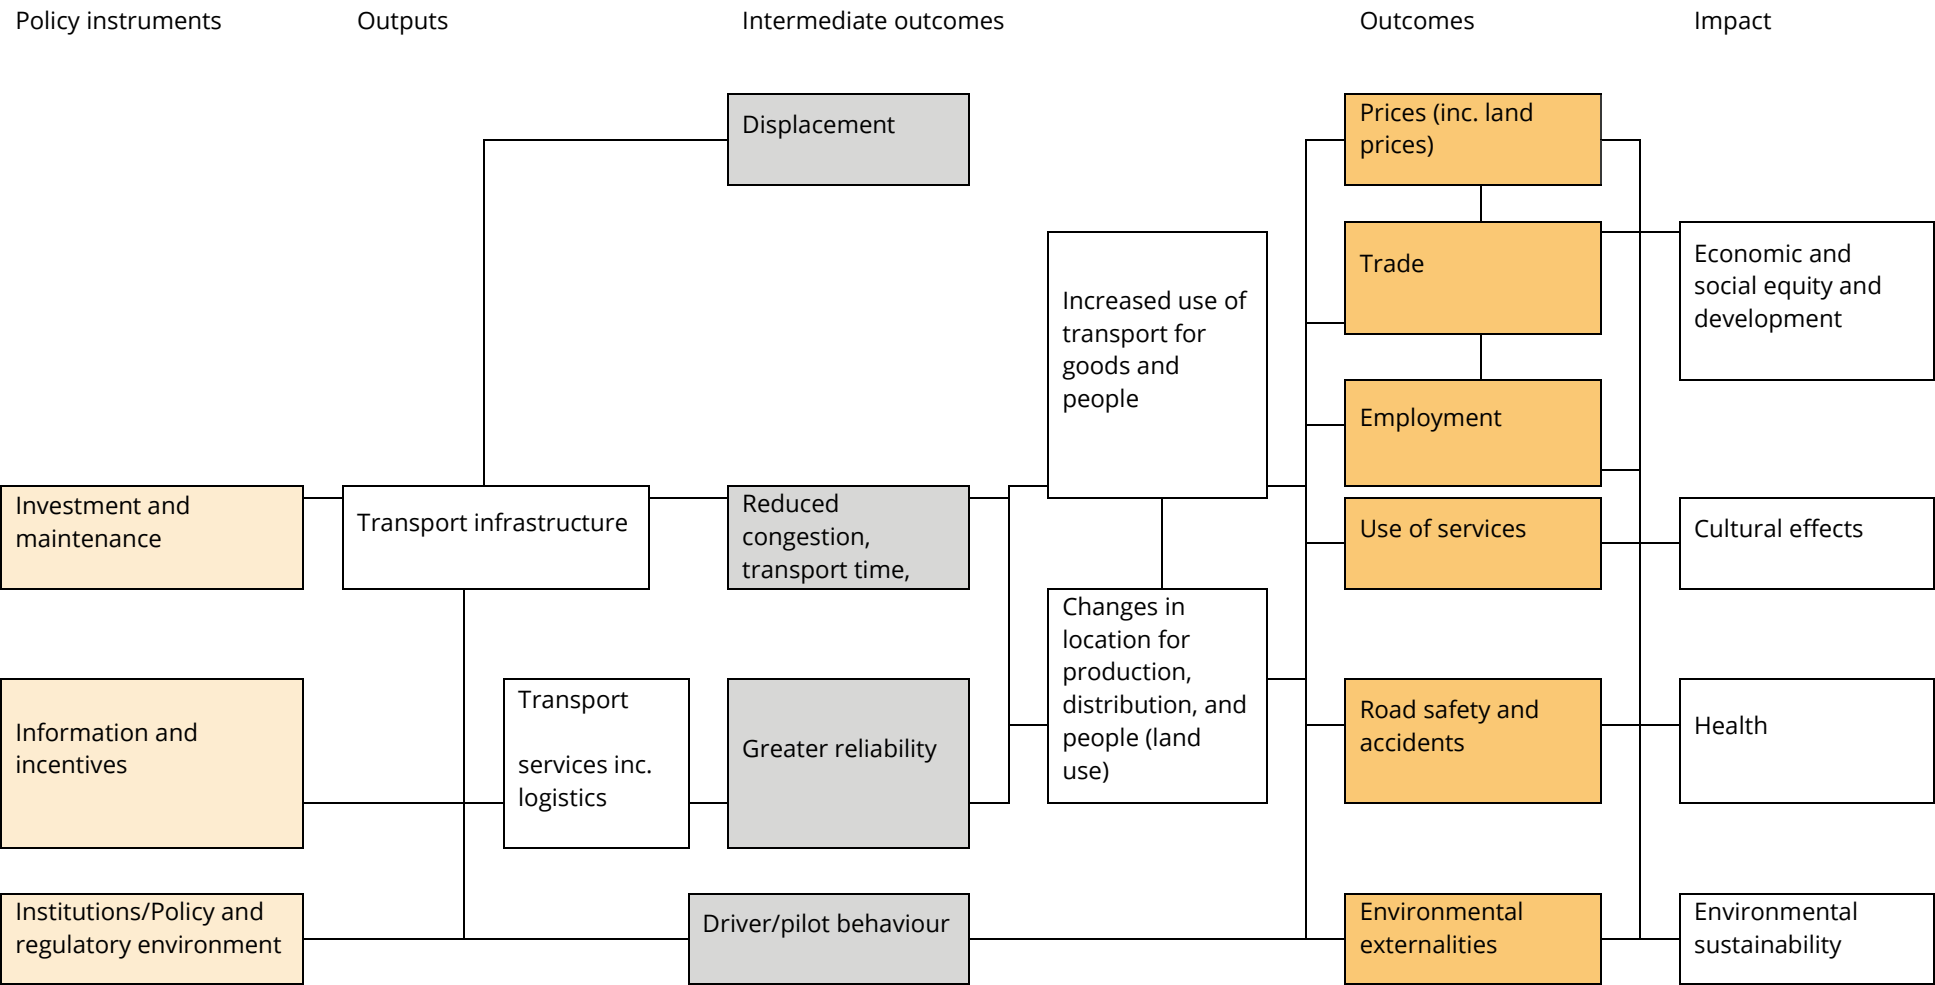 Policy instruments
Outputs
Intermediate outcomes
Outcomes
Impact
Displacement
Prices (inc. land
prices)
Trade
Economic and
social equity and
development
Increased use of
transport for
goods and
people
Employment
Investment and
maintenance
Transport infrastructure
Reduced
congestion,
transport time,
Use of services
Cultural effects
Changes in
location for
production,
distribution, and
people (land
use)
Information and
incentives
Transport
services inc.
logistics
Greater reliability
Road safety and
accidents
Health
Institutions/Policy and
regulatory environment
Driver/pilot behaviour
Environmental
externalities
Environmental
sustainability